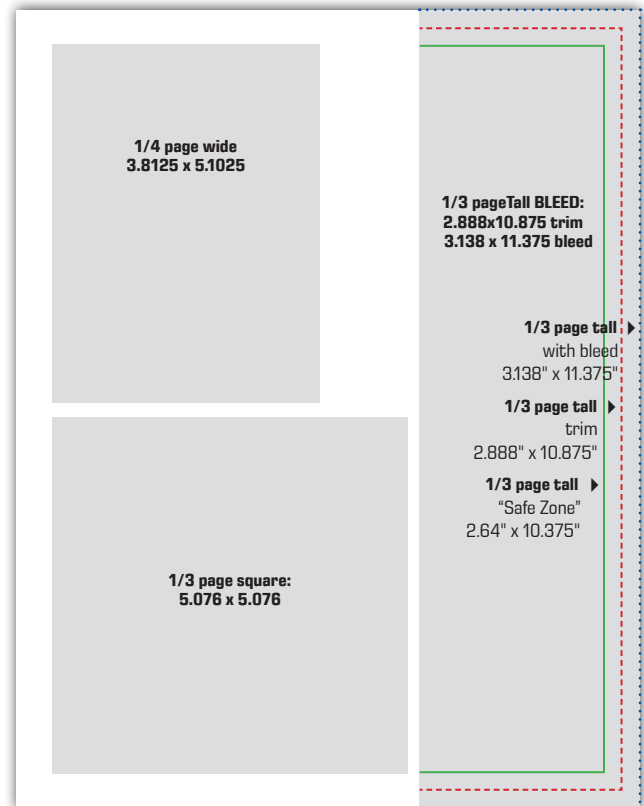 1/4 page wide
3.8125 x 5.1025
1/3 pageTall BLEED:
2.888x10.875 trim
3.138 x 11.375 bleed
1/3 page tall
with bleed
3.138" x 11.375"
1/3 page tall
trim
2.888" x 10.875"
1/3 page tall
“Safe Zone”
2.64" x 10.375"
1/3 page square:
5.076 x 5.076